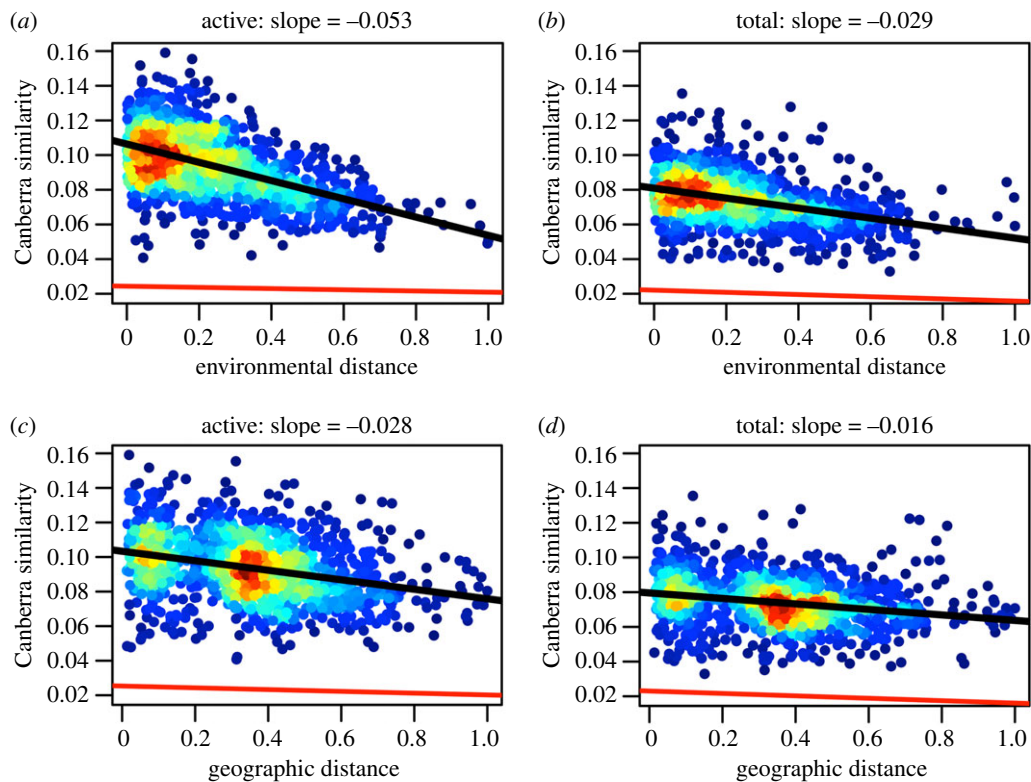 (a) active: slope = –0.053
Canberra similarity
0.16
0.14
0.12
0.10
0.08
0.06
0.04
0.02
0 0.2 0.4 0.6 0.8 1.0
environmental distance
(b) total: slope = –0.029
Canberra similarity
0.16
0.14
0.12
0.10
0.08
0.06
0.04
0.02
0 0.2 0.4 0.6 0.8 1.0
environmental distance
(c) active: slope = –0.028
Canberra similarity
0.16
0.14
0.12
0.10
0.08
0.06
0.04
0.02
0 0.2 0.4 0.6 0.8 1.0
geographic distance
(d) total: slope = –0.016
Canberra similarity
0.16
0.14
0.12
0.10
0.08
0.06
0.04
0.02
0 0.2 0.4 0.6 0.8 1.0
geographic distance